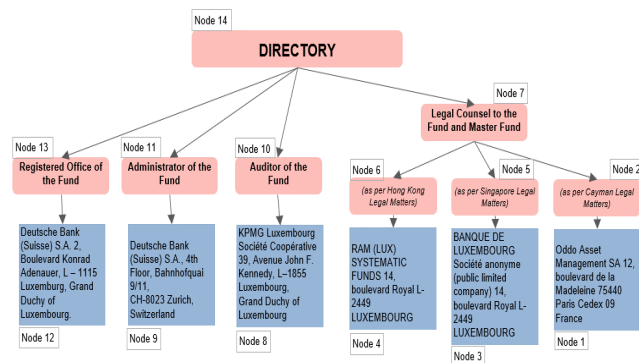 Node 14
DIRECTORY
Node 7
Legal Counsel to the
Fund and Master Fund
Node 13
Registered Office of
the Fund
Node 11
Administrator of the
Fund
Node 10
Auditor of the
Fund
Node 6
(as per Hong Kong
Legal Matters)
Node 5
(as per Singapore Legal
Matters)
Node 2
(as per Cayman Legal
Matters)
Deutsche Bank
(Suisse) S.A. 2,
Boulevard Konrad
Adenauer, L – 1115
Luxemburg, Grand
Duchy of
Luxembourg.
Node 12
Deutsche Bank
(Suisse) S.A., 4th
Floor, Bahnhofquai
9/11,
CH-8023 Zurich,
Switzerland
Node 9
KPMG Luxembourg
Société Coopérative
39, Avenue John F.
Kennedy, L–1855
Luxembourg,
Grand Duchy of
Luxembourg
Node 8
RAM (LUX)
SYSTEMATIC
FUNDS 14,
boulevard Royal L-
2449
LUXEMBOURG
Node 4
BANQUE DE
LUXEMBOURG
Société anonyme
(public limited
company) 14,
boulevard Royal L-
2449
LUXEMBOURG
Node 3
Oddo Asset
Management SA 12,
boulevard de la
Madeleine 75440
Paris Cedex 09
France
Node 1